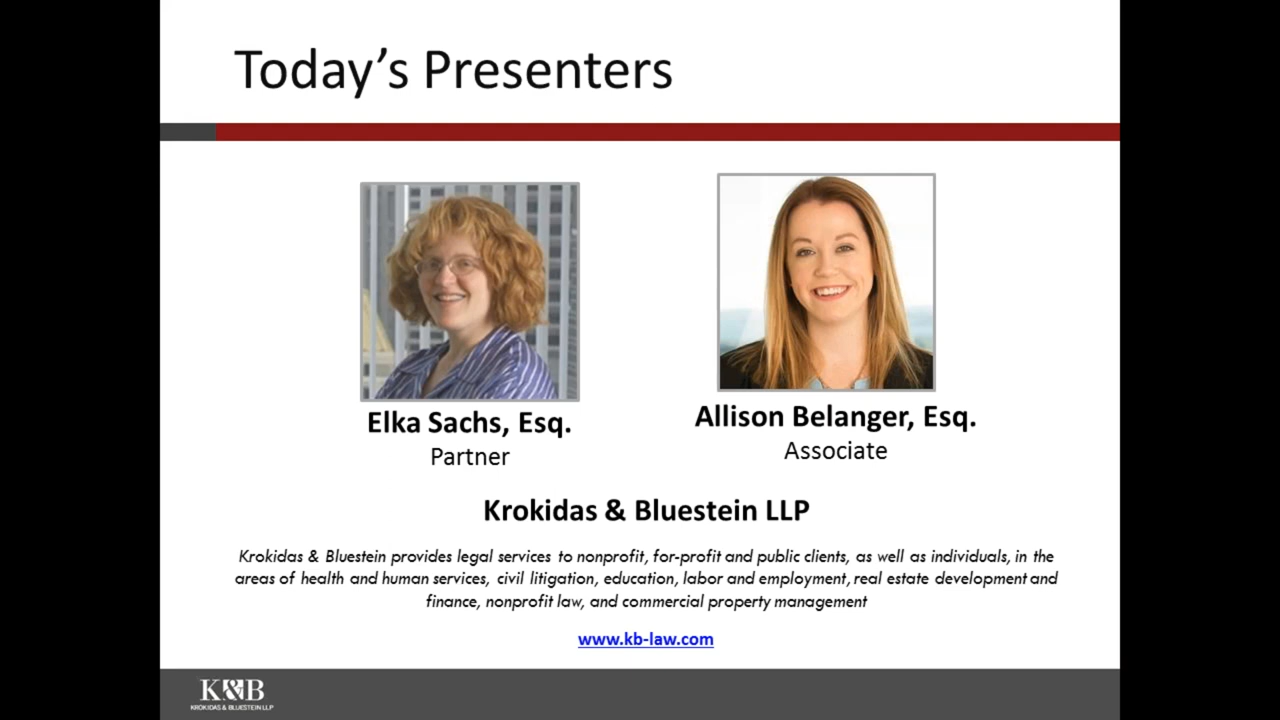 Today’s Presenters
Elka Sachs, Esq.
Partner
Allison Belanger, Esq.
Associate
Krokidas & Bluestein LLP
Krokidas & Bluestein provides legal services to nonprofit, for-profit and public clients, as well as individuals, in the
areas of health and human services, civil litigation, education, labor and employment, real estate development and
finance, nonprofit law, and commercial property management
www.kb-law.com
K&B
KROKIDAS & BLUESTEIN LLP